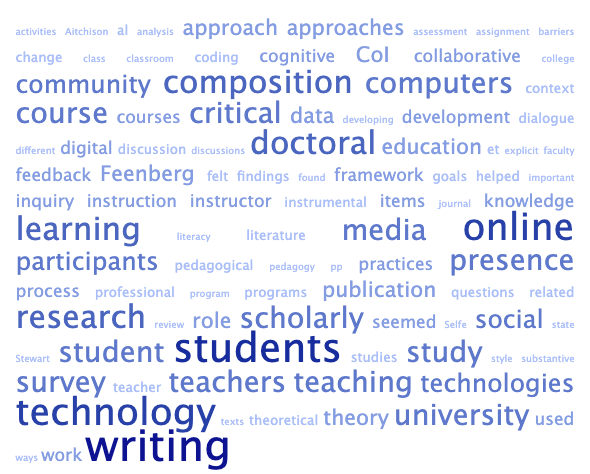 activities Aitchison al analysis approach approaches assessment assignment barriers
change class classroom coding cognitive CoI collaborative college
community composition computers context
course courses critical data developing development dialogue
different digital discussion discussions doctoral education et explicit faculty
feedback Feenberg felt findings found framework goals helped important
inquiry instruction instructor instrumental items journal knowledge
learning literacy literature media online
participants pedagogical pedagogy pp practices presence
process professional program programs publication questions related
research review role scholarly seemed Selfe social state
Stewart student students studies study style substantive
survey teacher teachers teaching technologies
technology texts theoretical theory university used
ways work writing